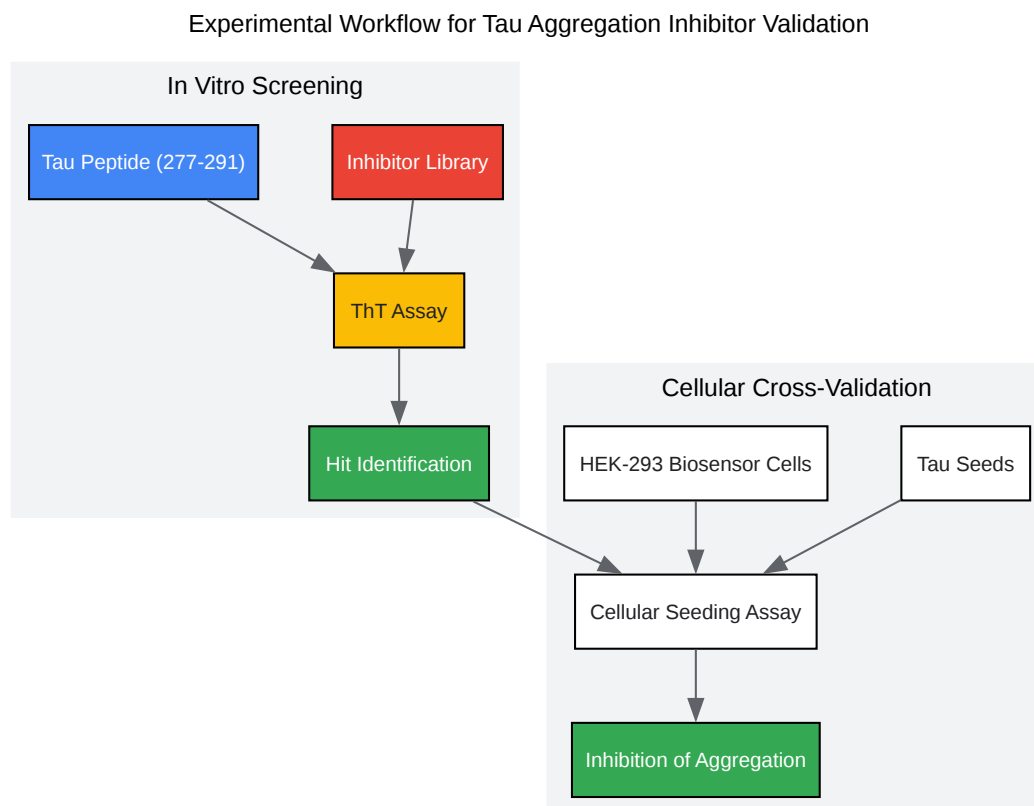 Experimental Workflow for Tau Aggregation Inhibitor Validation
In Vitro Screening
Tau Peptide (277-291)
Inhibitor Library
ThT Assay
Hit Identification
Cellular Cross-Validation
HEK-293 Biosensor Cells
Tau Seeds
Cellular Seeding Assay
Inhibition of Aggregation